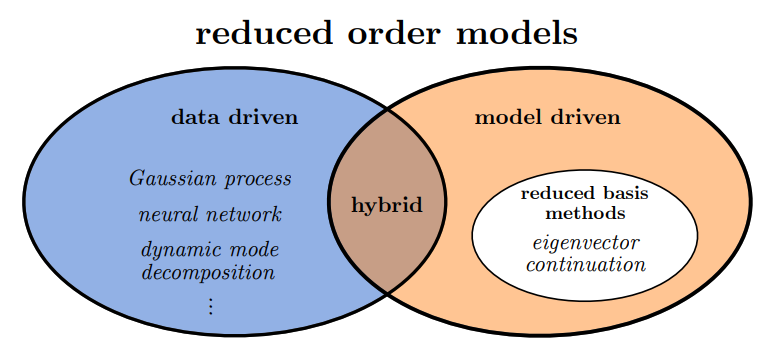 reduced order models
data driven
model driven
Gaussian process
neural network
dynamic mode
decomposition
⋮
hybrid
reduced basis
methods
eigenvector
continuation